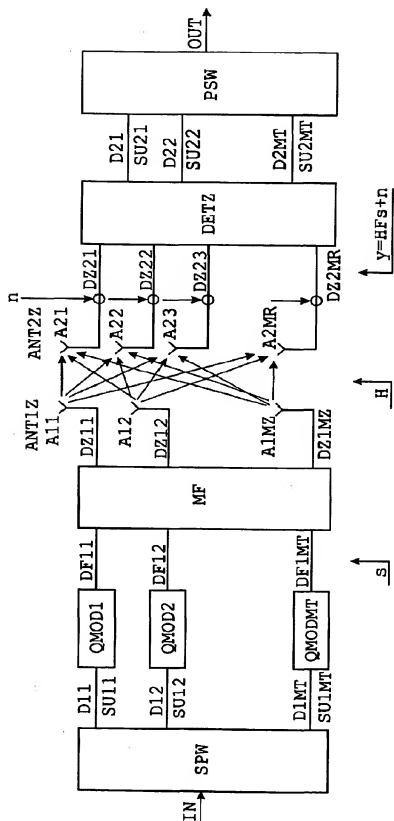 IN
SPW
D11
SU11
D12
SU12
D1MT
SU1MT
QMOD1
QMOD2
QMODMT
DF11
DF12
DF1MT
s
MF
DZ11
DZ12
DZ1MZ
ANT1Z
A11
A12
A1MZ
H
ANT2Z
A21
A22
A23
A2MR
n
DZ21
DZ22
DZ23
DZ2MR
y=HFs+n
DETZ
D21
SU21
D22
SU22
D2MT
SU2MT
PSW
OUT